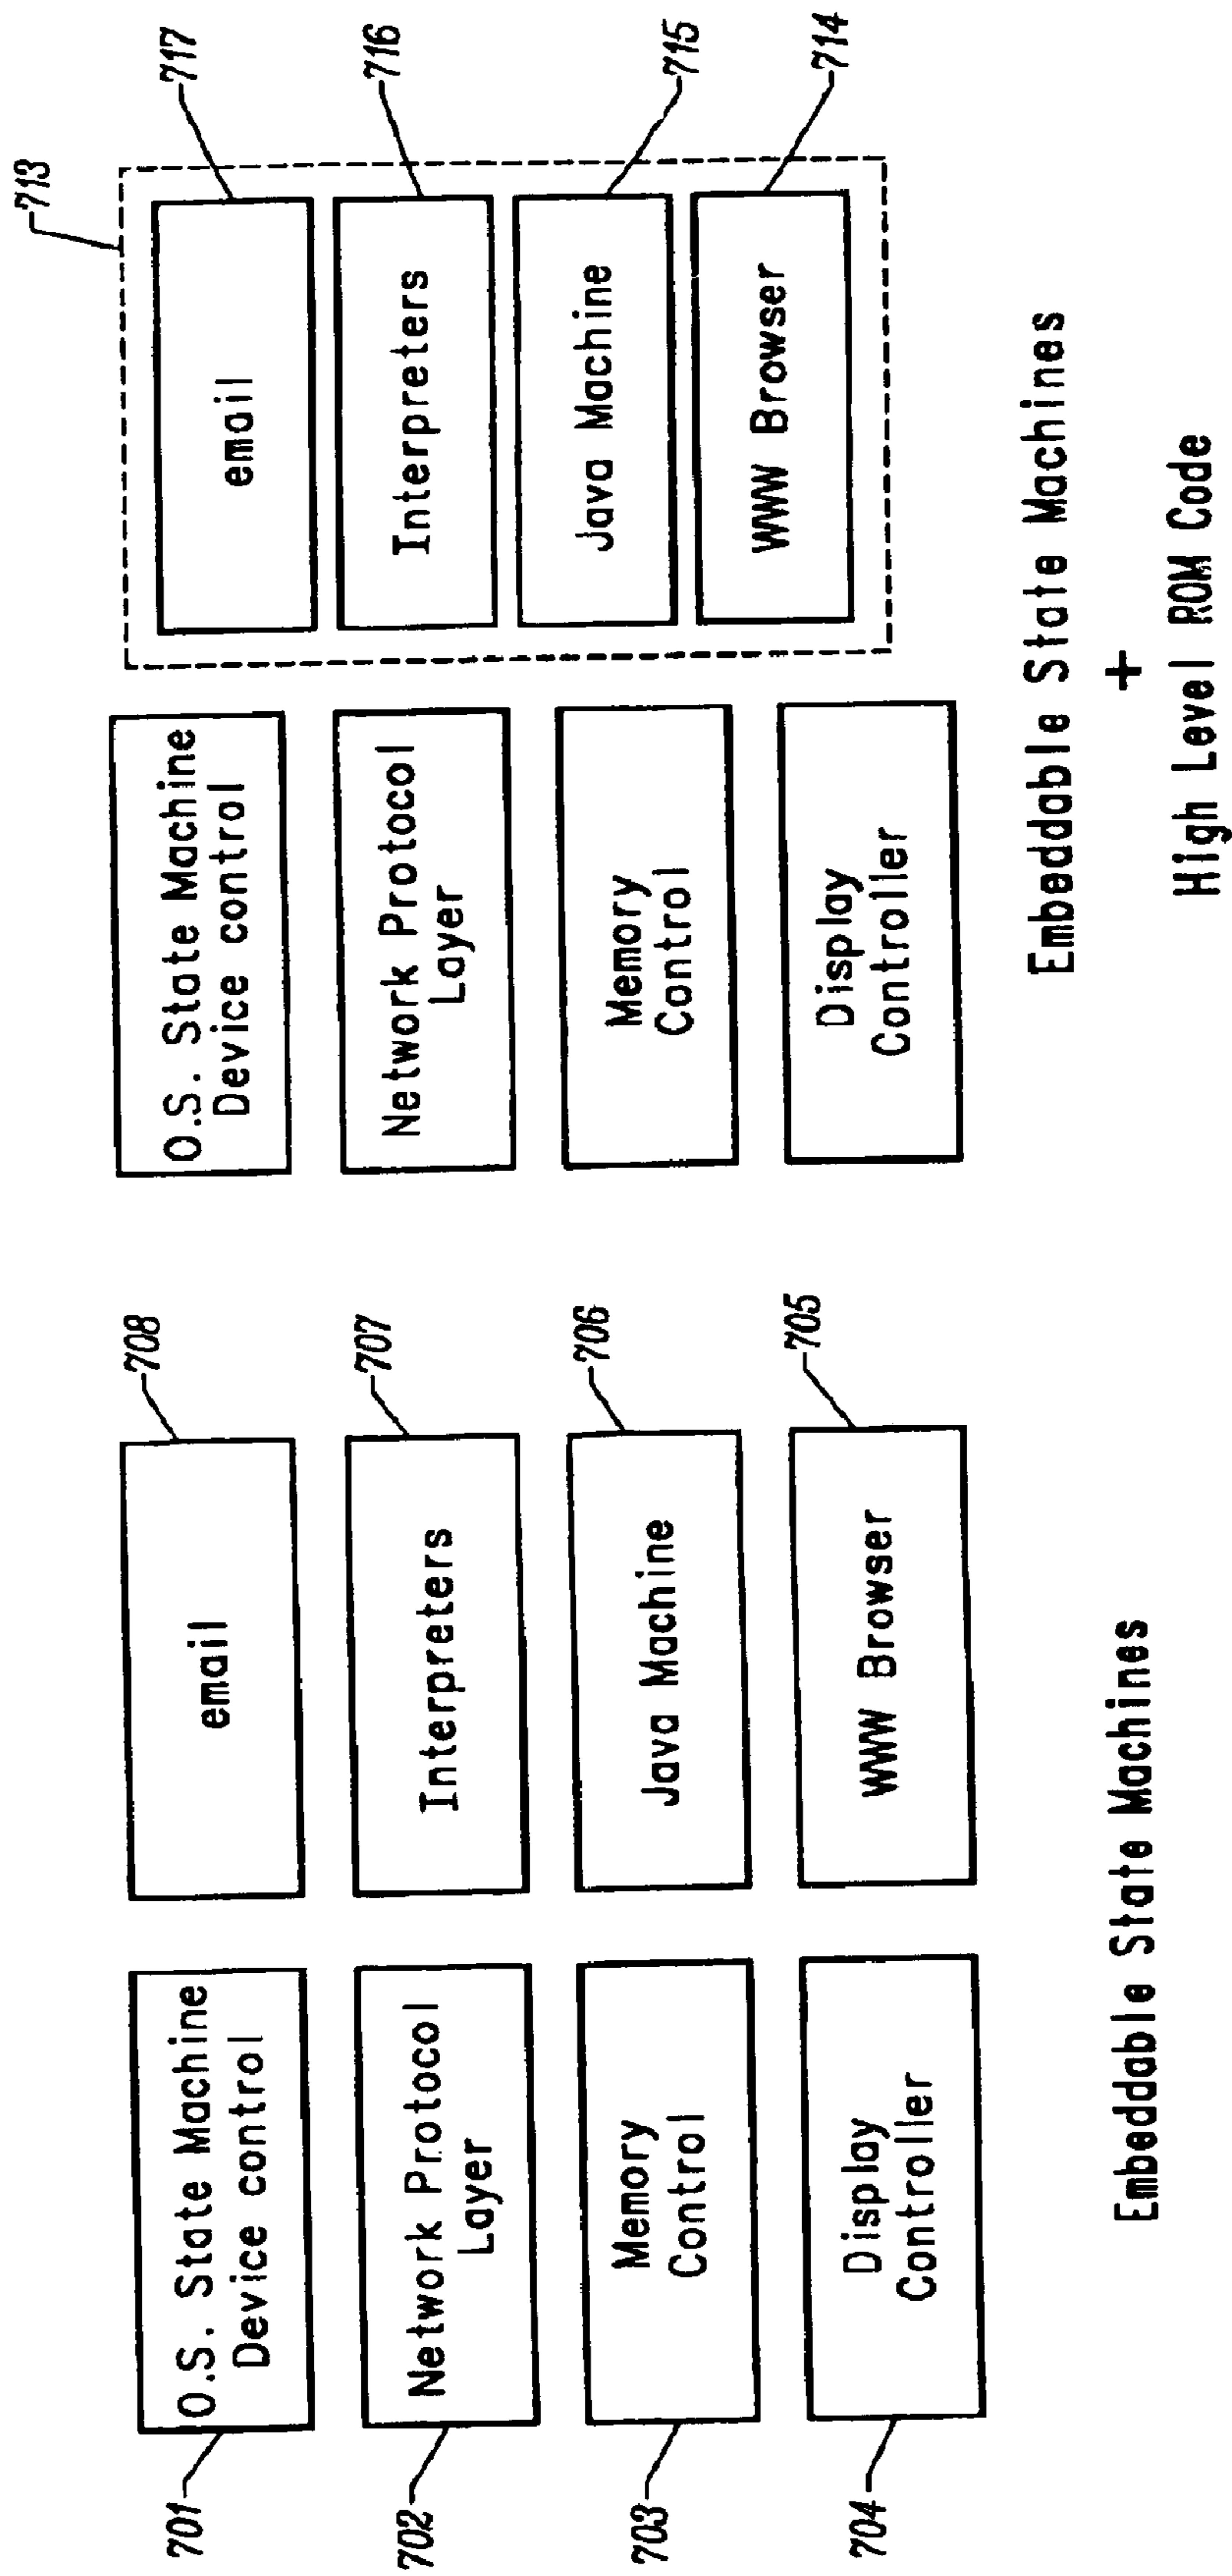 701
O.S. State Machine
Device control
708
email
702
Network Protocol
Layer
707
Interpreters
703
Memory
Control
706
Java Machine
704
Display
Controller
705
WWW Browser
Embeddable State Machines
713
O.S. State Machine
Device control
717
email
Network Protocol
Layer
716
Interpreters
Memory
Control
715
Java Machine
Display
Controller
714
WWW Browser
Embeddable State Machines
+
High Level ROM Code